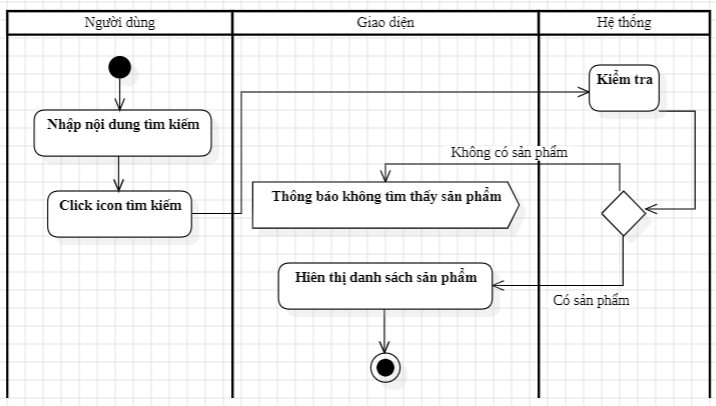 Người dùng
Giao diện
Hệ thống
Kiểm tra
Nhập nội dung tìm kiếm
Không có sản phẩm
Click icon tìm kiếm
Thông báo không tìm thấy sản phẩm
Hiên thị danh sách sản phẩm
Có sản phẩm